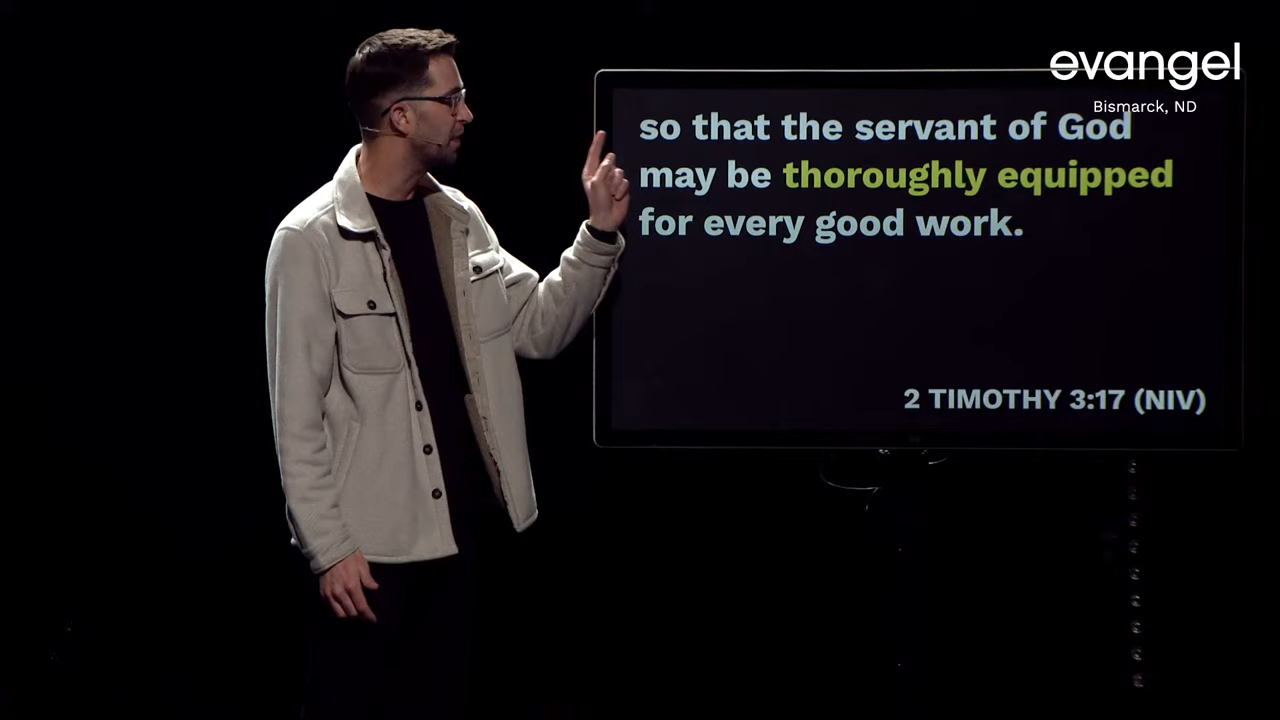 evangel
Bismarck, ND
so that the servant of God
may be thoroughly equipped
for every good work.
2 TIMOTHY 3:17 (NIV)